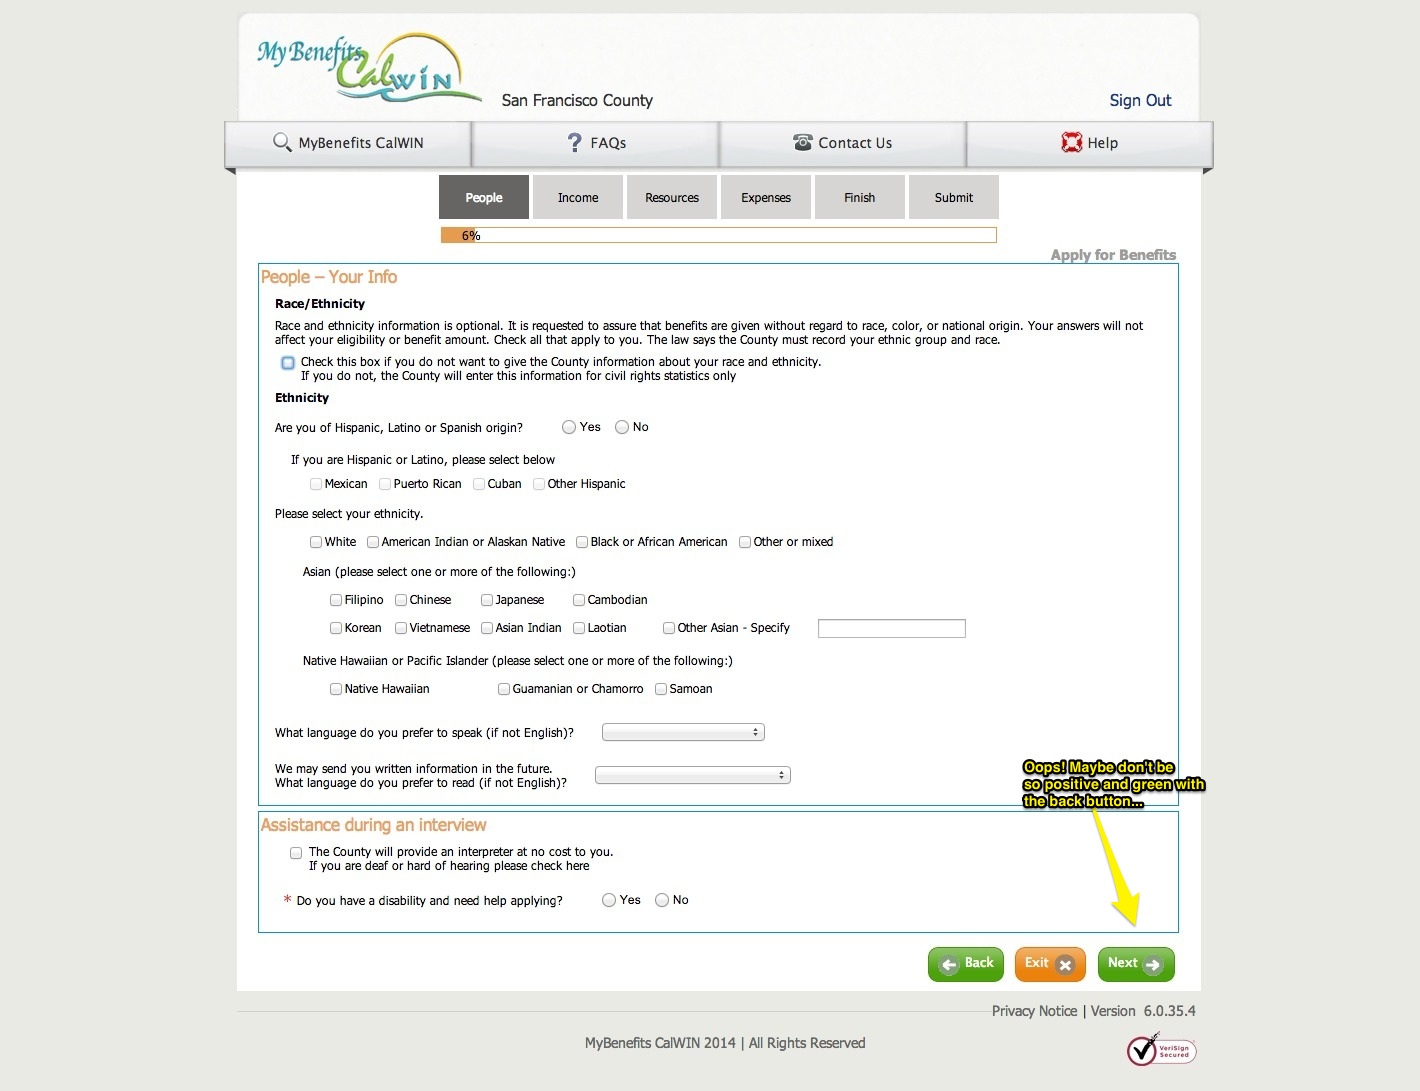 My Benefits
CalWIN
San Francisco County
Sign Out
MyBenefits CalWIN
? FAQs
Contact Us
Help
People
Income
Resources
Expenses
Finish
Submit
6%
Apply for Benefits
People – Your Info
Race/Ethnicity
Race and ethnicity information is optional. It is requested to assure that benefits are given without regard to race, color, or national origin. Your answers will not
affect your eligibility or benefit amount. Check all that apply to you. The law says the County must record your ethnic group and race.
Check this box if you do not want to give the County information about your race and ethnicity.
If you do not, the County will enter this information for civil rights statistics only
Ethnicity
Are you of Hispanic, Latino or Spanish origin? Yes No
If you are Hispanic or Latino, please select below
Mexican Puerto Rican Cuban Other Hispanic
Please select your ethnicity.
White American Indian or Alaskan Native Black or African American Other or mixed
Asian (please select one or more of the following:)
Filipino Chinese Japanese Cambodian
Korean Vietnamese Asian Indian Laotian Other Asian - Specify
Native Hawaiian or Pacific Islander (please select one or more of the following:)
Native Hawaiian Guamanian or Chamorro Samoan
What language do you prefer to speak (if not English)?
We may send you written information in the future.
What language do you prefer to read (if not English)?
Oops! Maybe don't be
so positive and green with
the back button...
Assistance during an interview
The County will provide an interpreter at no cost to you.
If you are deaf or hard of hearing please check here
* Do you have a disability and need help applying? Yes No
Back
Exit
Next
Privacy Notice | Version 6.0.35.4
MyBenefits CalWIN 2014 | All Rights Reserved
VeriSign
Secured